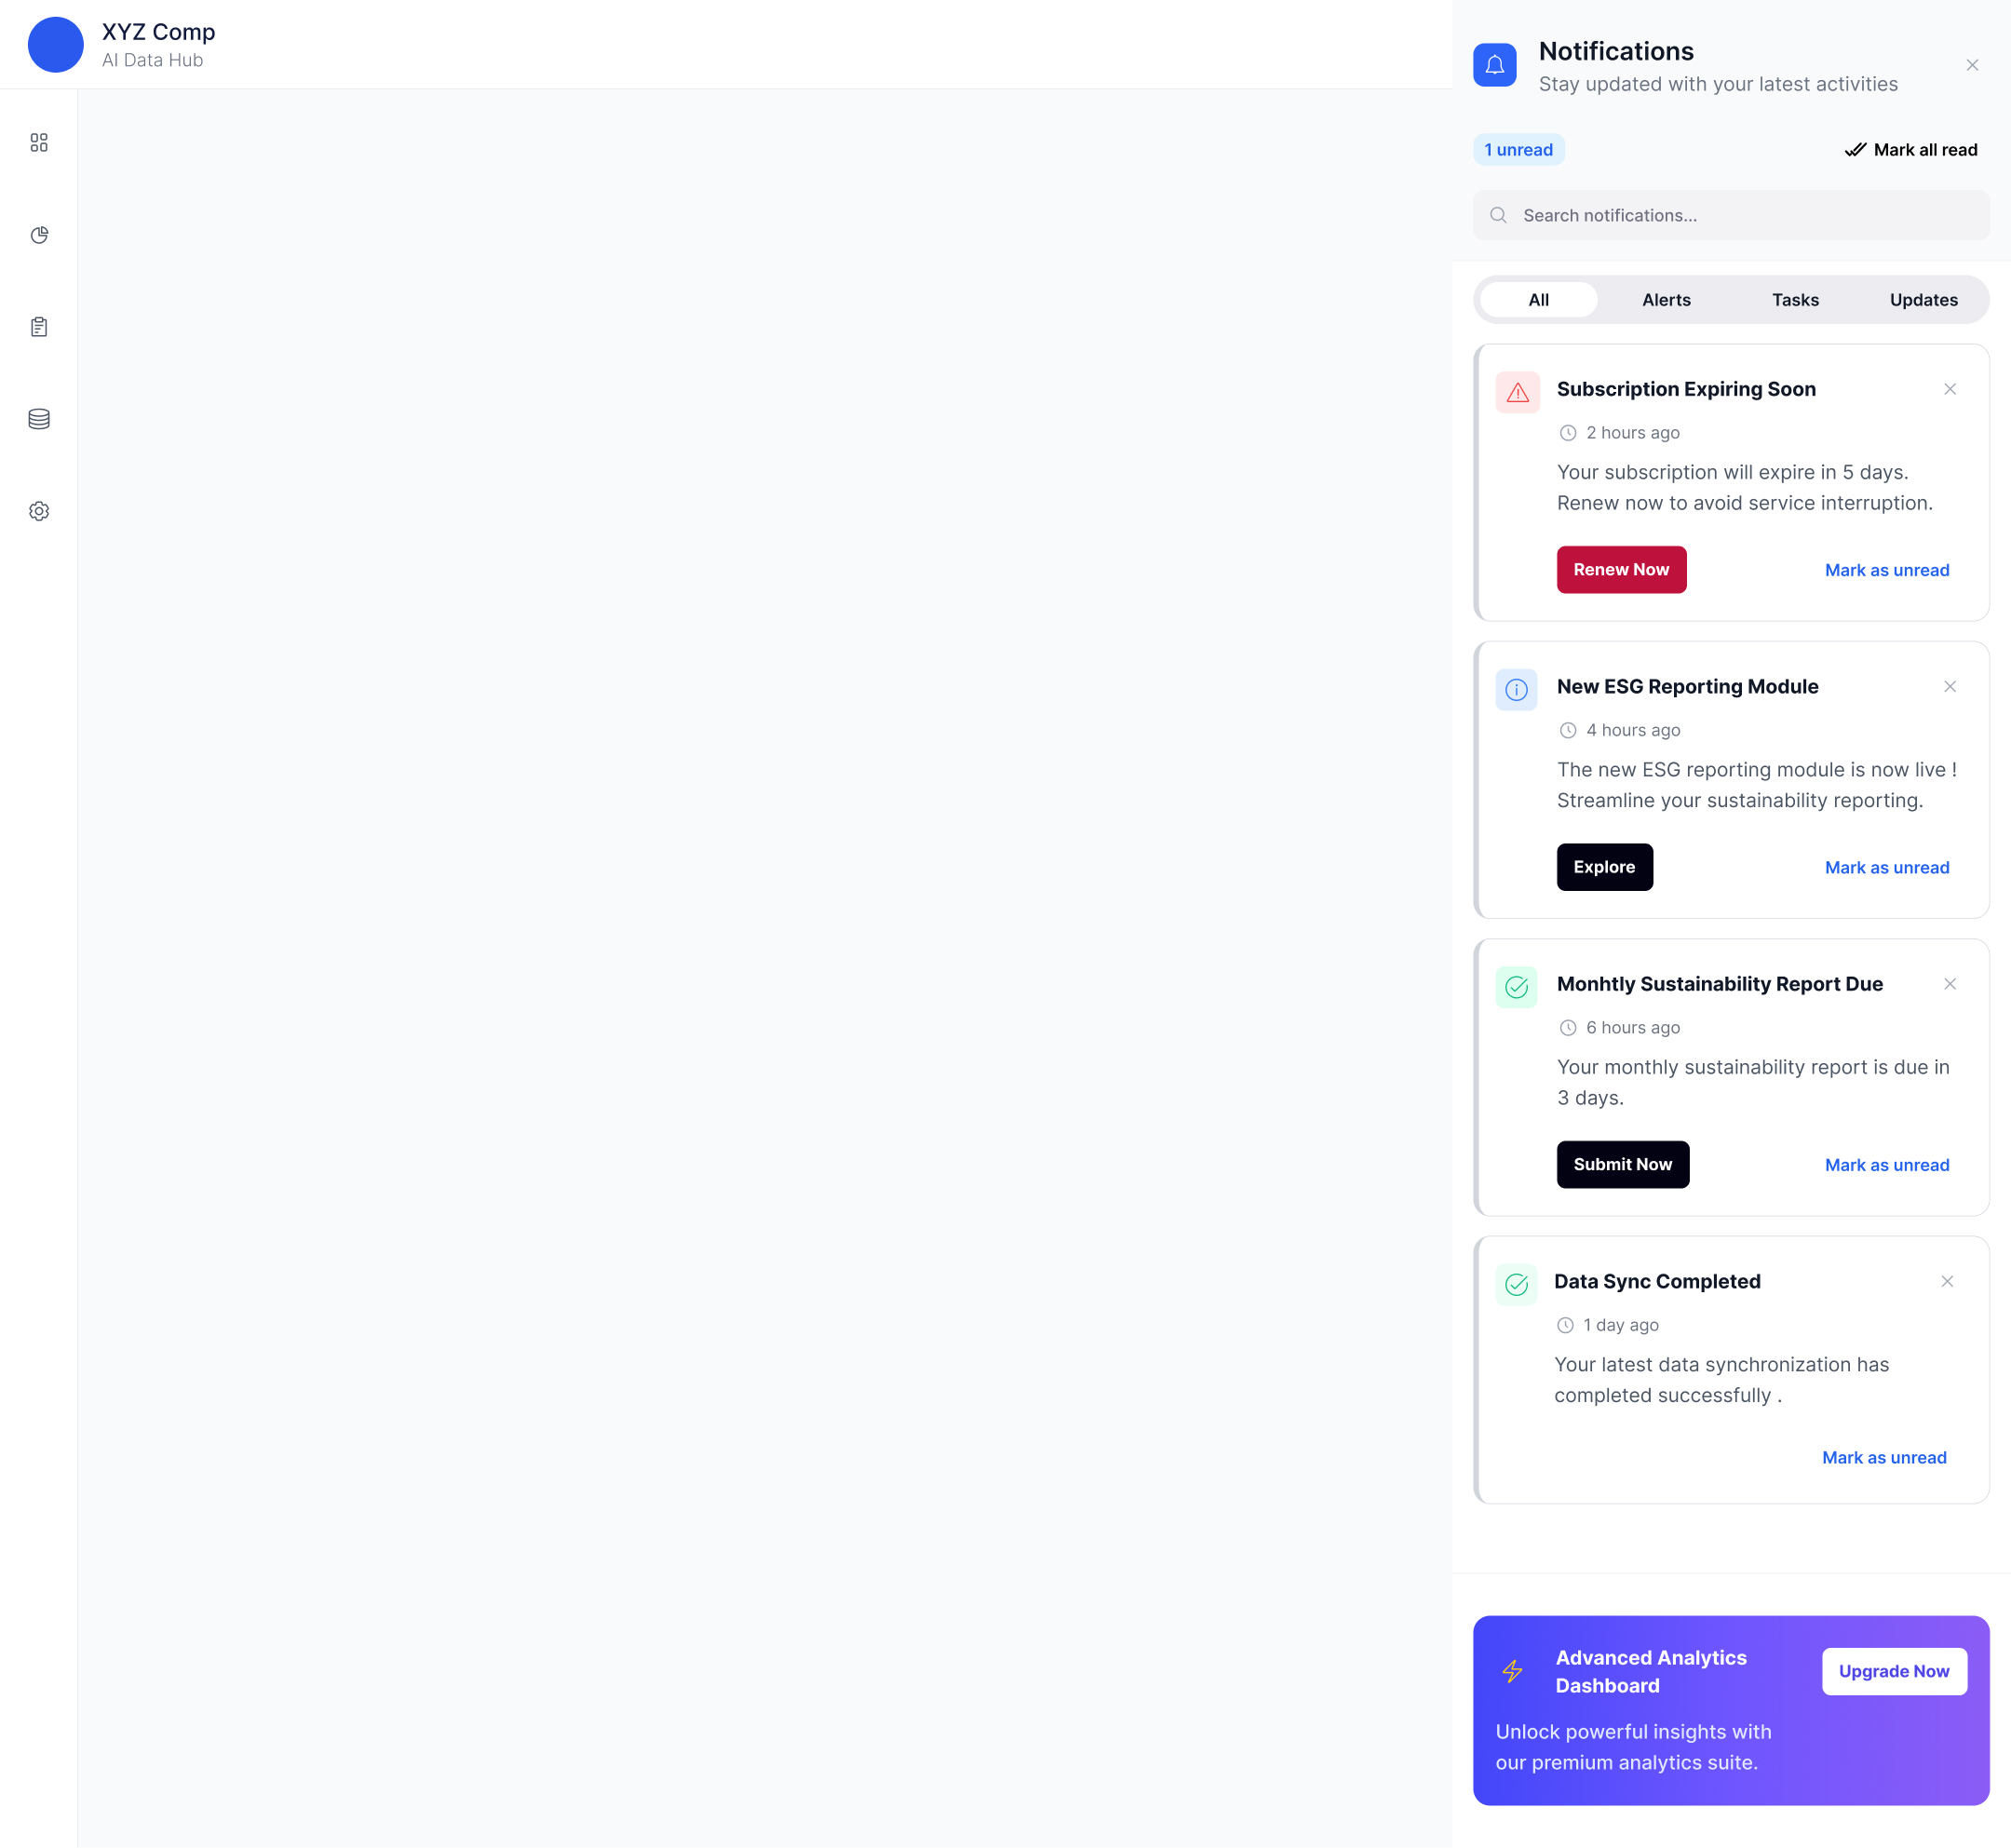 XYZ Comp
AI Data Hub
Notifications
Stay updated with your latest activities
1 unread
Mark all read
Search notifications...
All
Alerts
Tasks
Updates
Subscription Expiring Soon
2 hours ago
Your subscription will expire in 5 days.
Renew now to avoid service interruption.
Renew Now
Mark as unread
New ESG Reporting Module
4 hours ago
The new ESG reporting module is now live !
Streamline your sustainability reporting.
Explore
Mark as unread
Monhtly Sustainability Report Due
6 hours ago
Your monthly sustainability report is due in
3 days.
Submit Now
Mark as unread
Data Sync Completed
1 day ago
Your latest data synchronization has
completed successfully .
Mark as unread
Advanced Analytics
Dashboard
Upgrade Now
Unlock powerful insights with
our premium analytics suite.